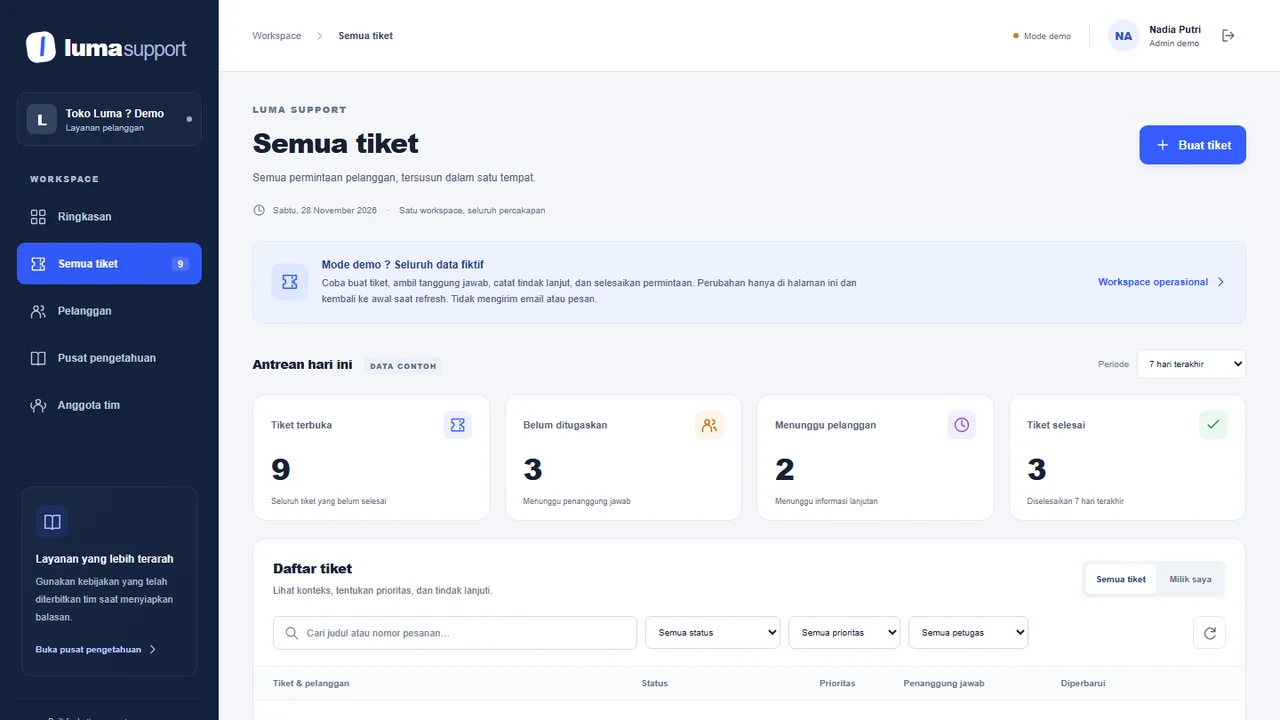 lumasupport
L
Toko Luma ? Demo
Layanan pelanggan
WORKSPACE
Ringkasan
Semua tiket 9
Pelanggan
Pusat pengetahuan
Anggota tim
Layanan yang lebih terarah
Gunakan kebijakan yang telah
diterbitkan tim saat menyiapkan
balasan.
Buka pusat pengetahuan
Workspace Semua tiket
Mode demo
NA
Nadia Putri
Admin demo
LUMA SUPPORT
Semua tiket
Semua permintaan pelanggan, tersusun dalam satu tempat.
Sabtu, 28 November 2026 · Satu workspace, seluruh percakapan
+ Buat tiket
Mode demo ? Seluruh data fiktif
Coba buat tiket, ambil tanggung jawab, catat tindak lanjut, dan selesaikan permintaan. Perubahan hanya di halaman ini dan
kembali ke awal saat refresh. Tidak mengirim email atau pesan.
Workspace operasional
Antrean hari ini DATA CONTOH
Periode 7 hari terakhir
Tiket terbuka
9
Seluruh tiket yang belum selesai
Belum ditugaskan
3
Menunggu penanggung jawab
Menunggu pelanggan
2
Menunggu informasi lanjutan
Tiket selesai
3
Diselesaikan 7 hari terakhir
Daftar tiket
Lihat konteks, tentukan prioritas, dan tindak lanjuti.
Semua tiket Milik saya
Cari judul atau nomor pesanan...
Semua status
Semua prioritas
Semua petugas
Tiket & pelanggan Status Prioritas Penanggung jawab Diperbarui